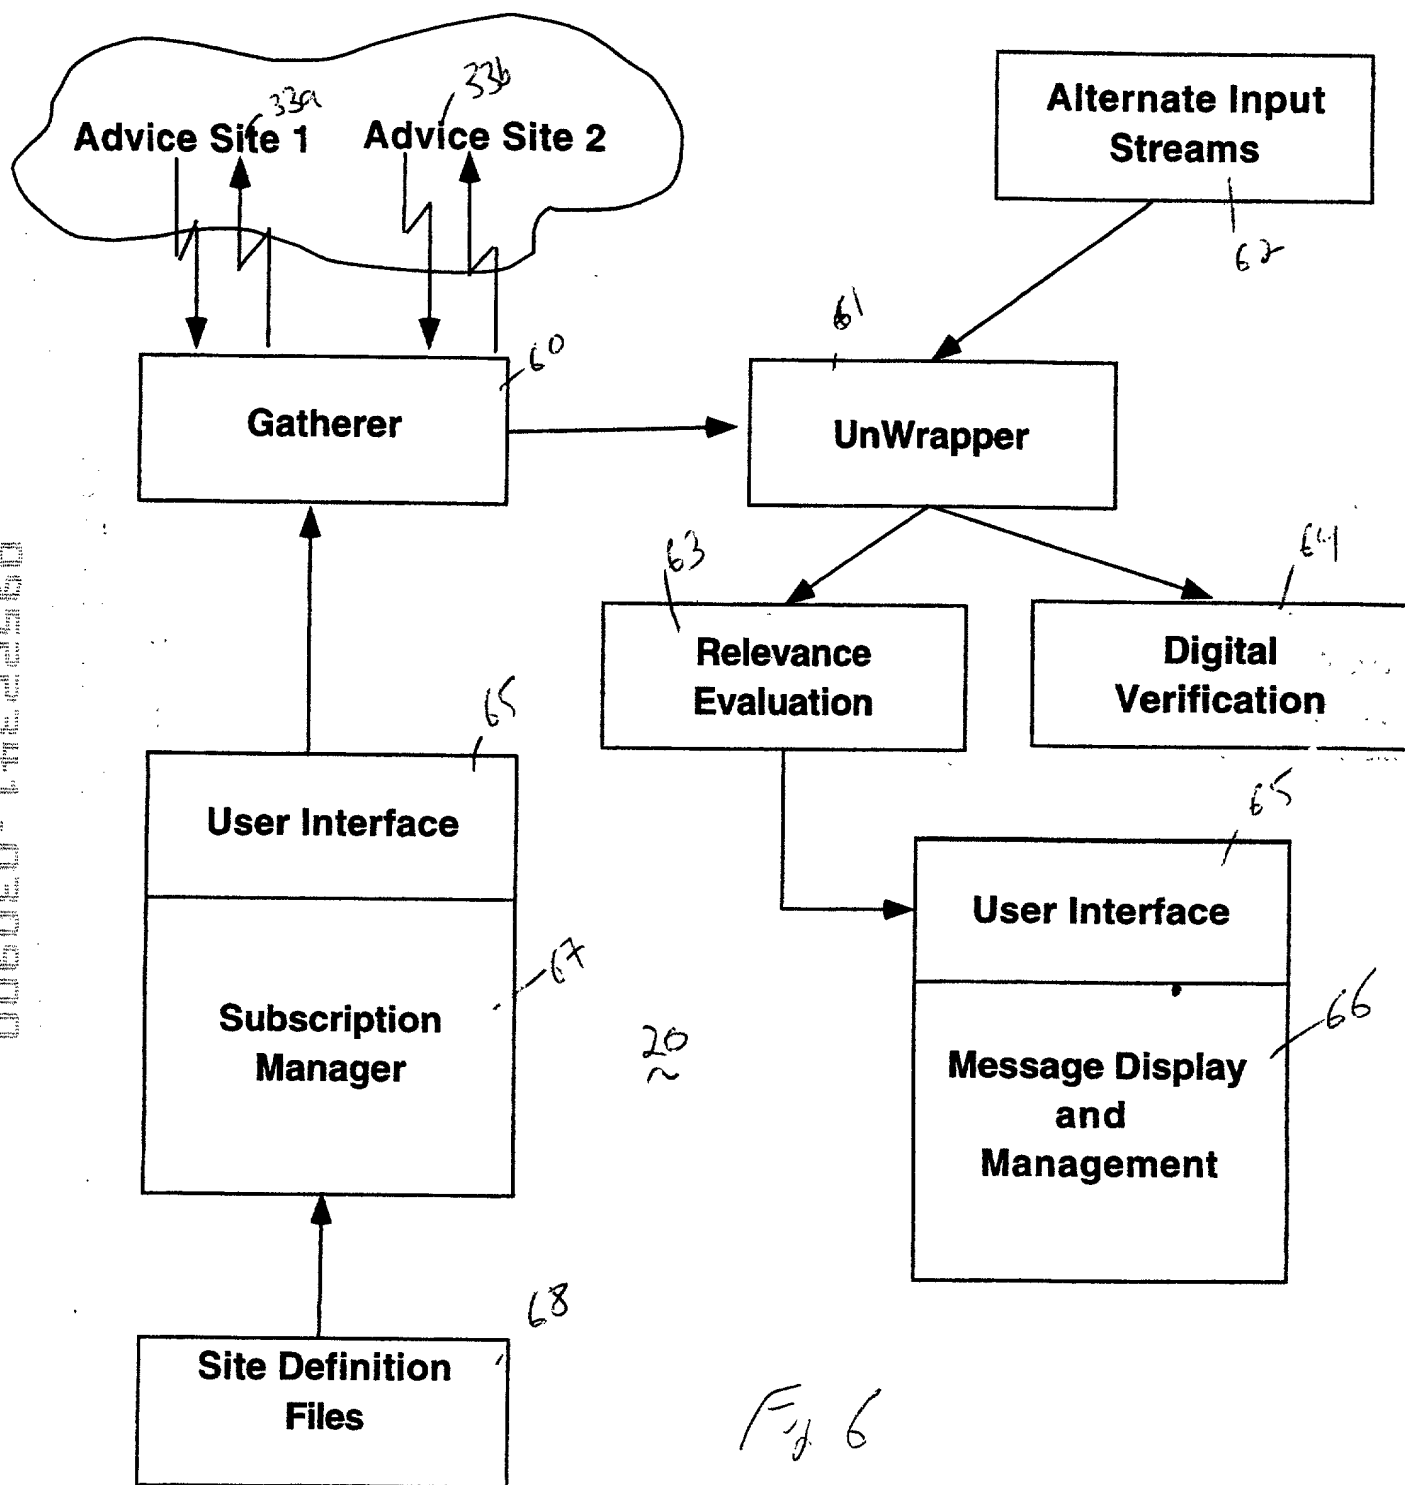 33a
33b
Advice Site 1
Advice Site 2
Alternate Input
Streams
62
61
60
Gatherer
UnWrapper
63
64
Relevance
Evaluation
Digital
Verification
65
65
User Interface
User Interface
67
Subscription
Manager
20
66
Message Display
and
Management
68
Site Definition
Files
Fig 6